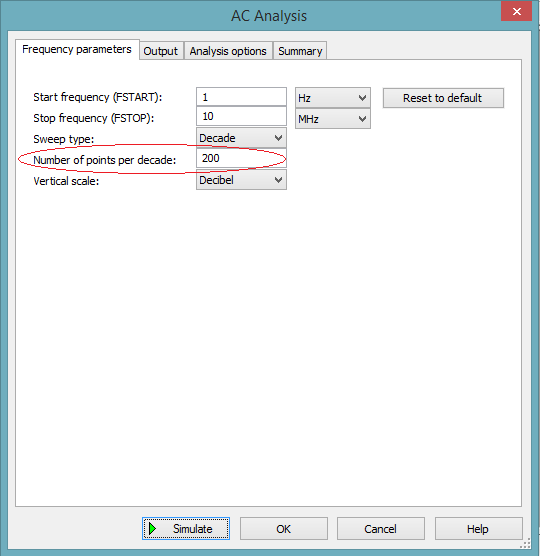 AC Analysis
Frequency parameters Output Analysis options Summary
Start frequency (FSTART): 1 Hz Reset to default
Stop frequency (FSTOP): 10 MHz
Sweep type: Decade
Number of points per decade: 200
Vertical scale: Decibel
Simulate OK Cancel Help